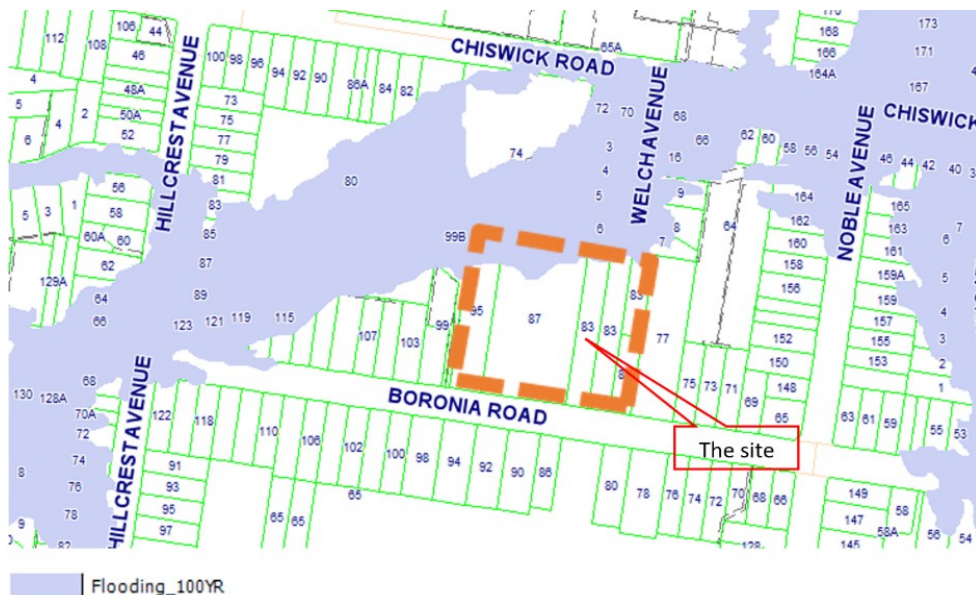 106 44 112 108 46 48A 50A 52 4 5 4 2 6
100 98 96 94 92 90 86A 84 82
CHISWICK ROAD
65A 168 166 164A 173 171 167
CHISWICK
73 75 77 79 81 83 85
HILLCREST AVENUE
80 74 72 70 3 4 5 6
WELCH AVENUE
68 66 16 9 8 7 64
62 60 58 56 54
NOBLE AVENUE
46 44 42 40
164 162 160 158 156 152 150 148 65
165 163 161 159A 159 157 155 153
6 7 5 4 3 2 1
5 3 1 56 58 60A 60 62 129A 64 66
87 89 123 121 119 115 107 103 99 99B
95 87 83 83 83 77
75 73 71 69
63 61 59 55 53
BORONIA ROAD
The site
130 128A 68 70A 72 74 76 78 82 8 9
HILLCREST AVENUE
122 118 110 106 102 100 98 94 92 90 86
91 93 95 97 65 65 65
80 78 76 74 72 70 68 66 128
149 147 145 58 58A 56 54
Flooding_100YR